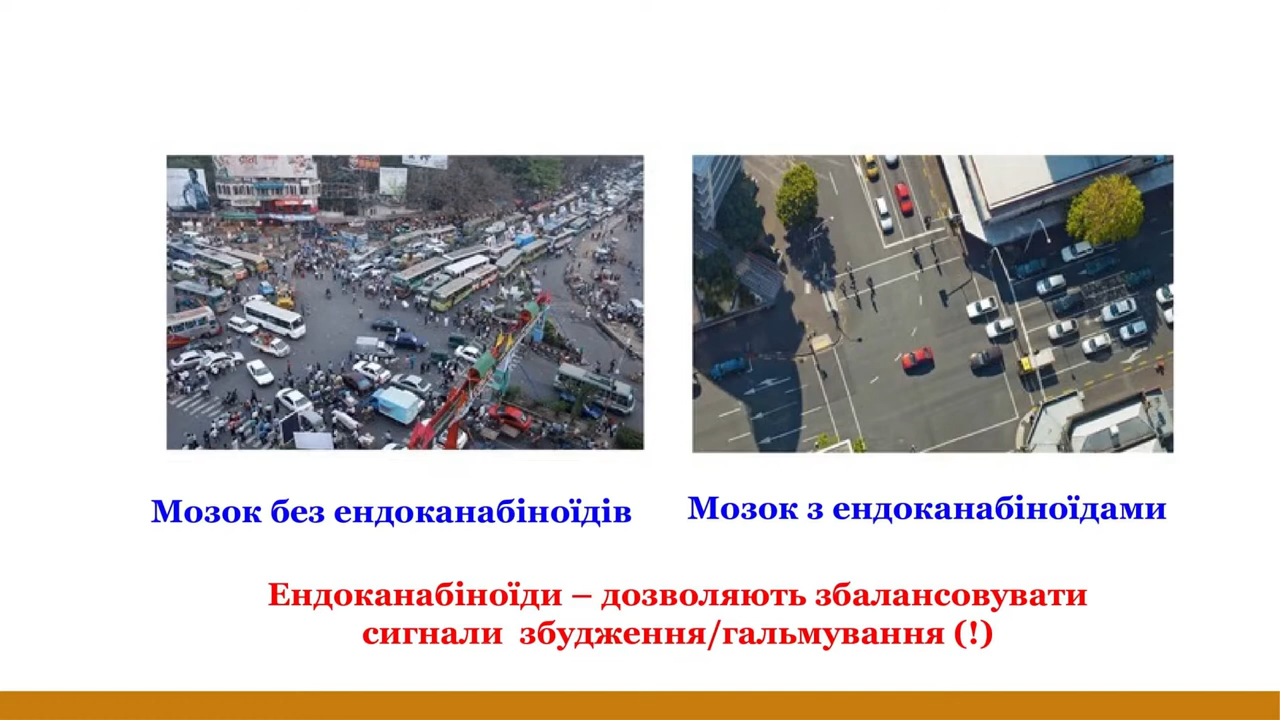 Мозок без ендоканабіноїдів
Мозок з ендоканабіноїдами
Ендоканабіноїди – дозволяють збалансовувати
сигнали збудження/гальмування (!)